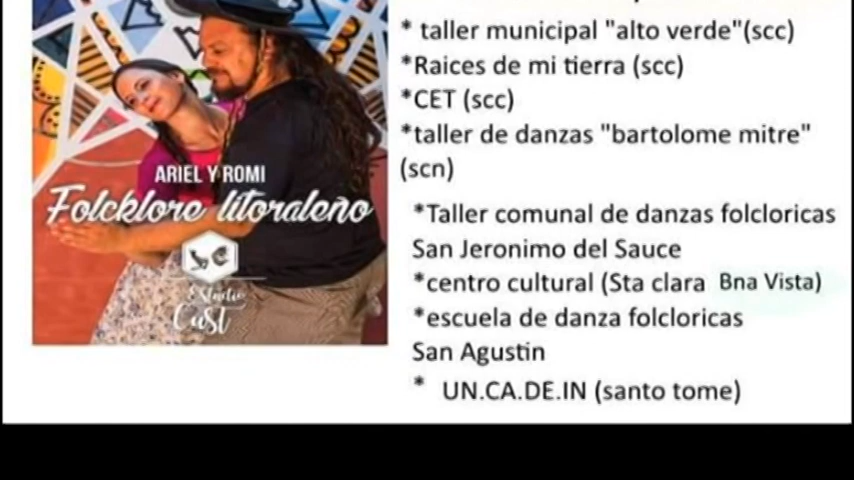 ARIEL Y ROMI
Folcklore litoraleño
Estudio
Cust
* taller municipal "alto verde"(scc)
*Raices de mi tierra (scc)
*CET (scc)
*taller de danzas "bartolome mitre"
(scn)
*Taller comunal de danzas folcloricas
San Jeronimo del Sauce
*centro cultural (Sta clara Bna Vista)
*escuela de danza folcloricas
San Agustin
* UN.CA.DE.IN (santo tome)